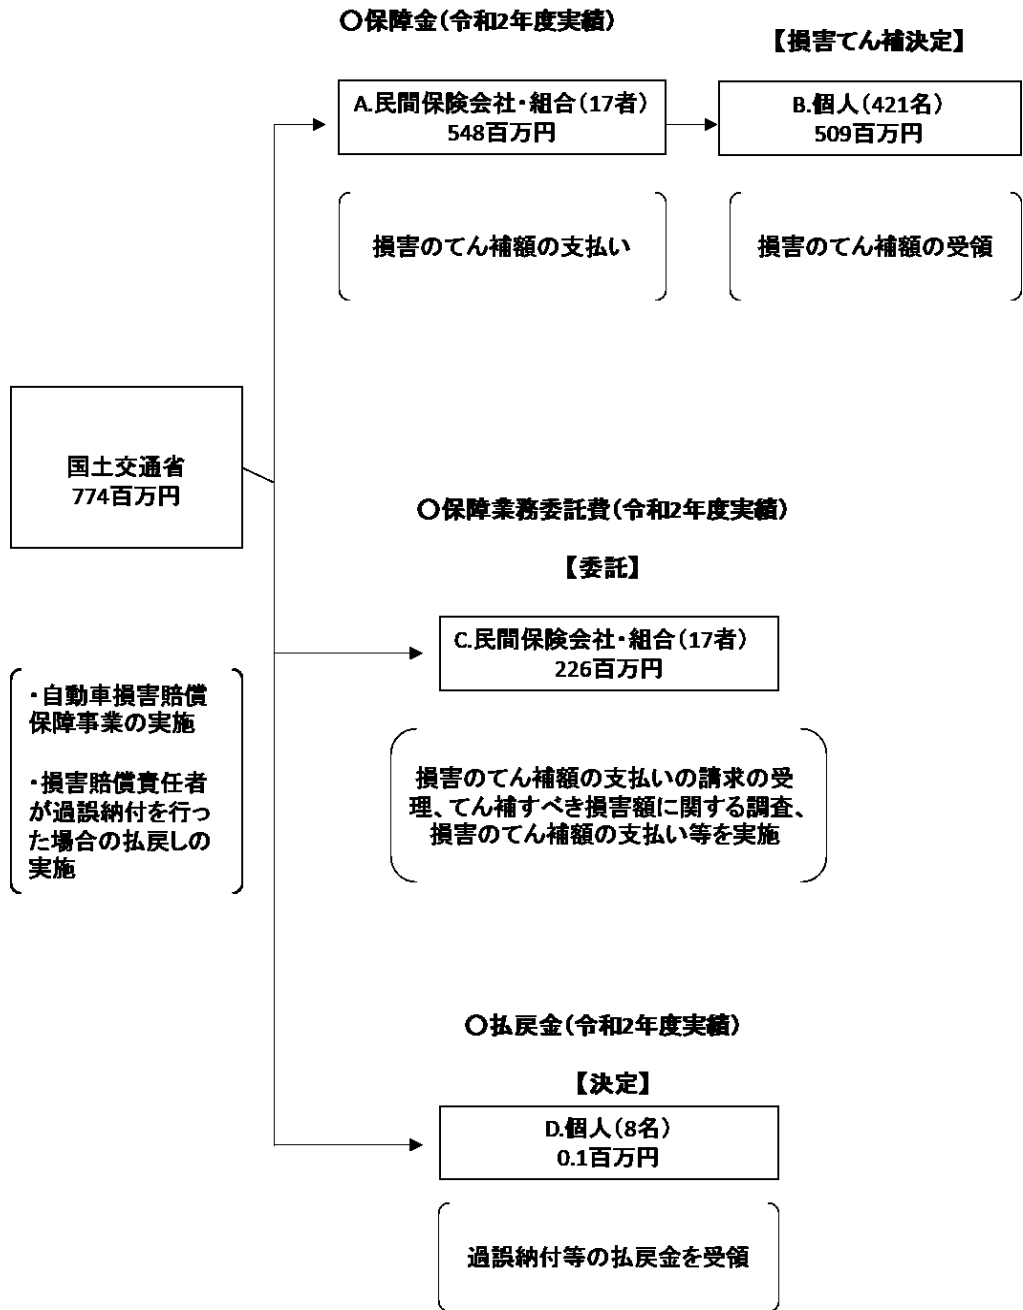 〇保障金（令和2年度実績）
【損害てん補決定】
A.民間保険会社・組合（17者）
548百万円
B.個人（421名）
509百万円
損害のてん補額の支払い
損害のてん補額の受領
国土交通省
774百万円
・自動車損害賠償
保障事業の実施
・損害賠償責任者
が過誤納付を行っ
た場合の払戻しの
実施
〇保障業務委託費（令和2年度実績）
【委託】
C.民間保険会社・組合（17者）
226百万円
損害のてん補額の支払いの請求の受
理、てん補すべき損害額に関する調査、
損害のてん補額の支払い等を実施
〇払戻金（令和2年度実績）
【決定】
D.個人（8名）
0.1百万円
過誤納付等の払戻金を受領